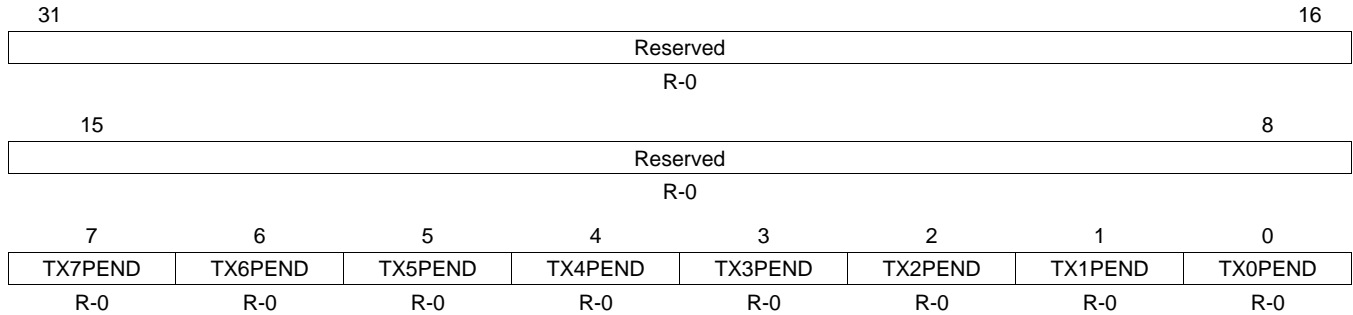 31 16
Reserved
R-0
15 8
Reserved
R-0
7 6 5 4 3 2 1 0
TX7PEND TX6PEND TX5PEND TX4PEND TX3PEND TX2PEND TX1PEND TX0PEND
R-0 R-0 R-0 R-0 R-0 R-0 R-0 R-0